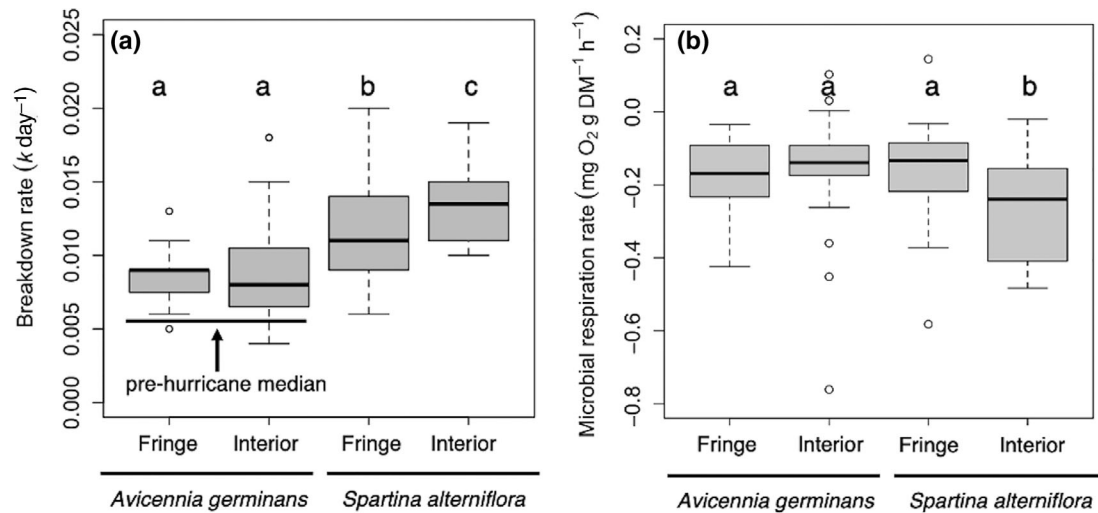 (a)
Breakdown rate (k day⁻¹)
0.025
0.020
0.015
0.010
0.005
0.000
a a b c
pre-hurricane median
Fringe Interior Fringe Interior
Avicennia germinans Spartina alterniflora
(b)
Microbial respiration rate (mg O₂ g DM⁻¹ h⁻¹)
0.2
0.0
−0.2
−0.4
−0.6
−0.8
a a a b
Fringe Interior Fringe Interior
Avicennia germinans Spartina alterniflora